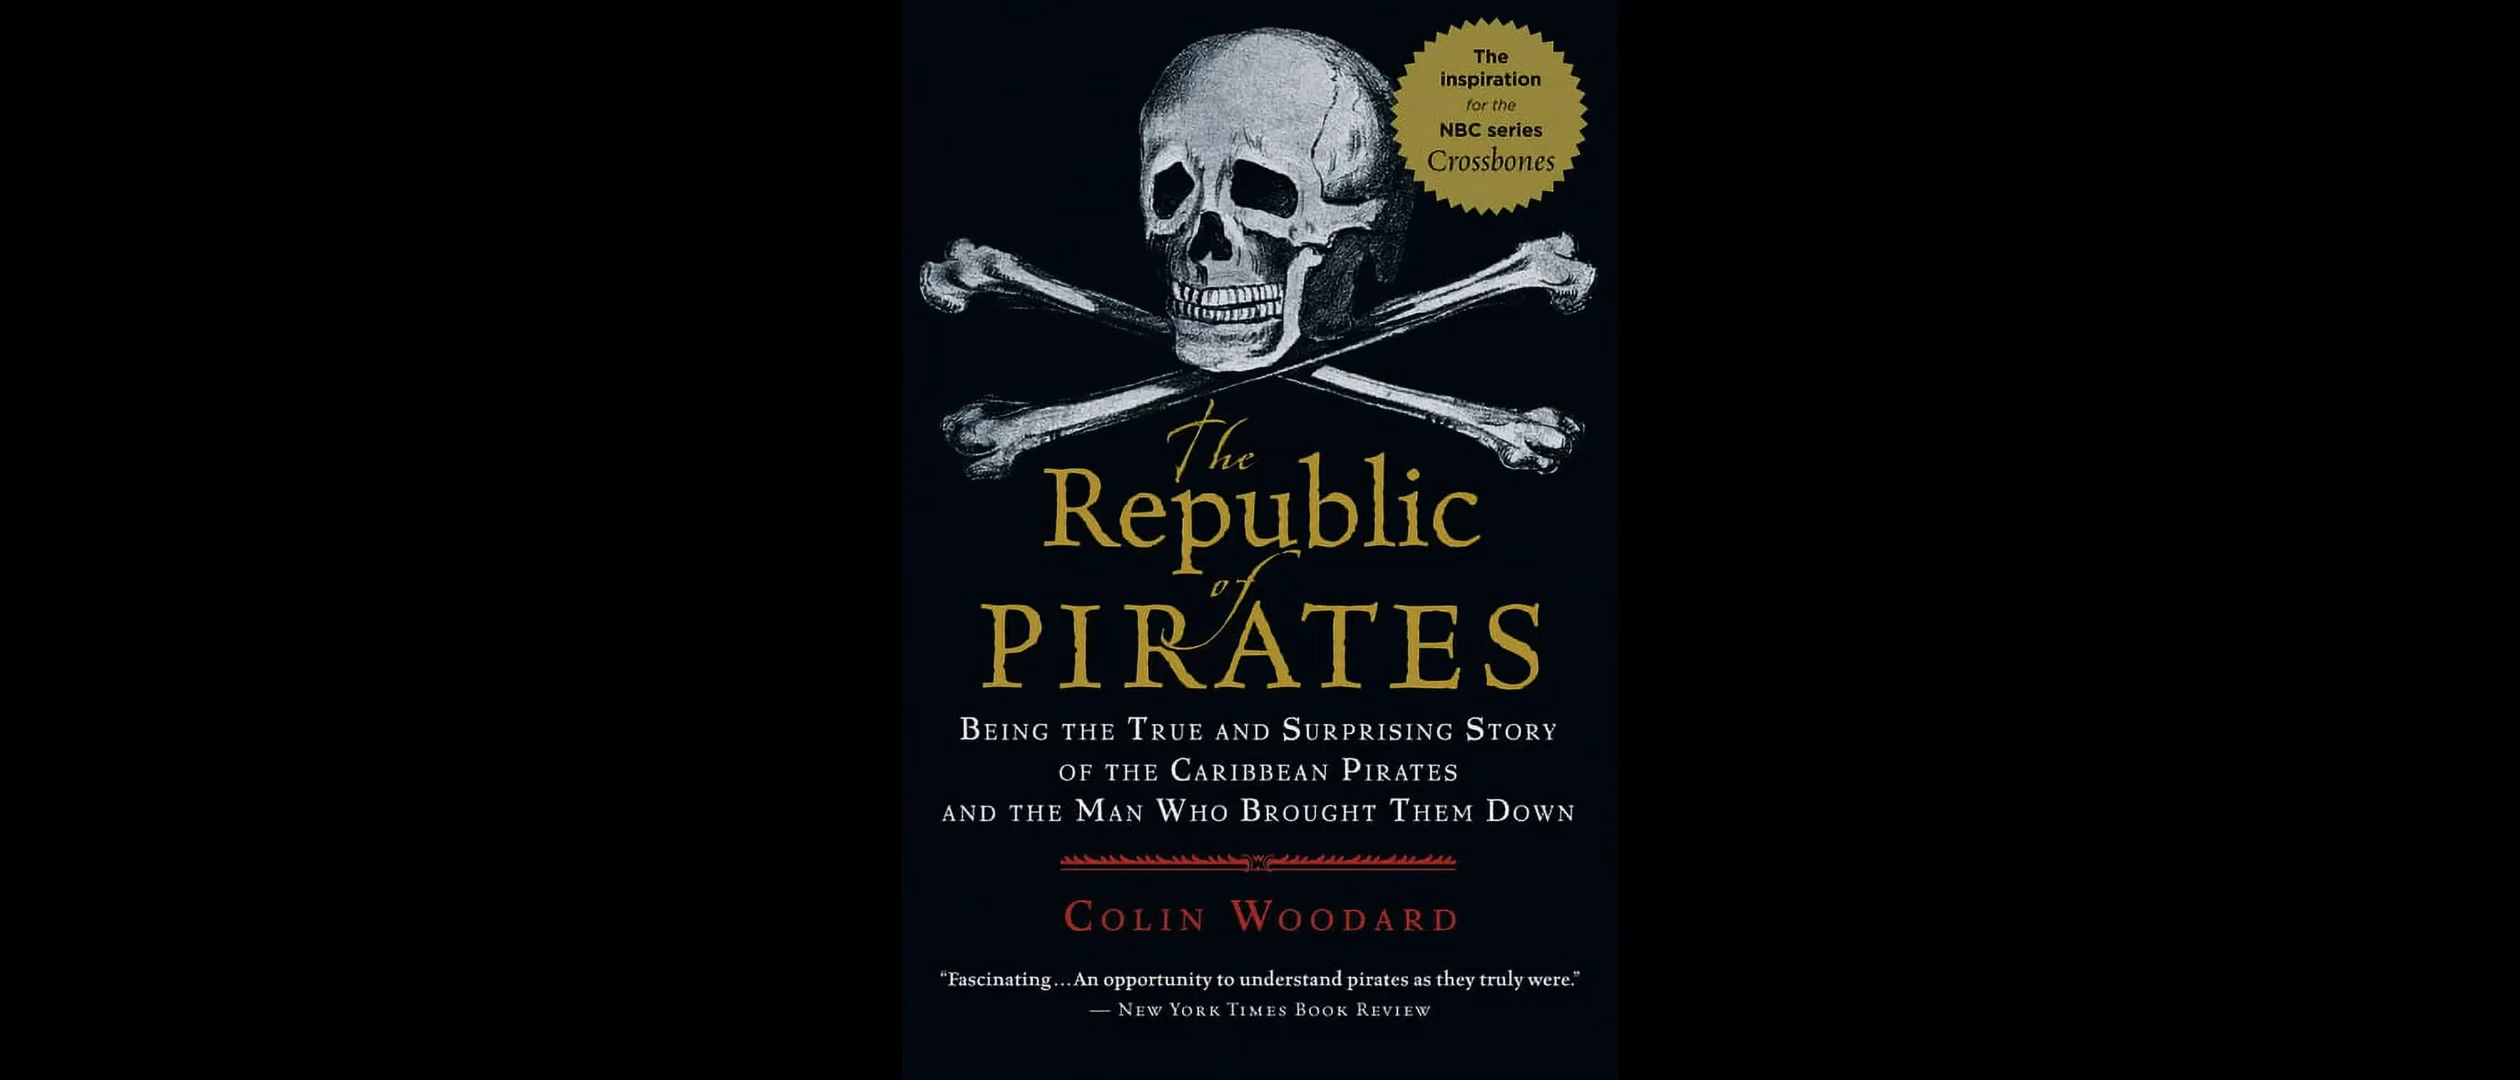 The
inspiration
for the
NBC series
Crossbones
The
Republic
of
PIRATES
BEING THE TRUE AND SURPRISING STORY
OF THE CARIBBEAN PIRATES
AND THE MAN WHO BROUGHT THEM DOWN
COLIN WOODARD
“Fascinating...An opportunity to understand pirates as they truly were.”
— NEW YORK TIMES BOOK REVIEW